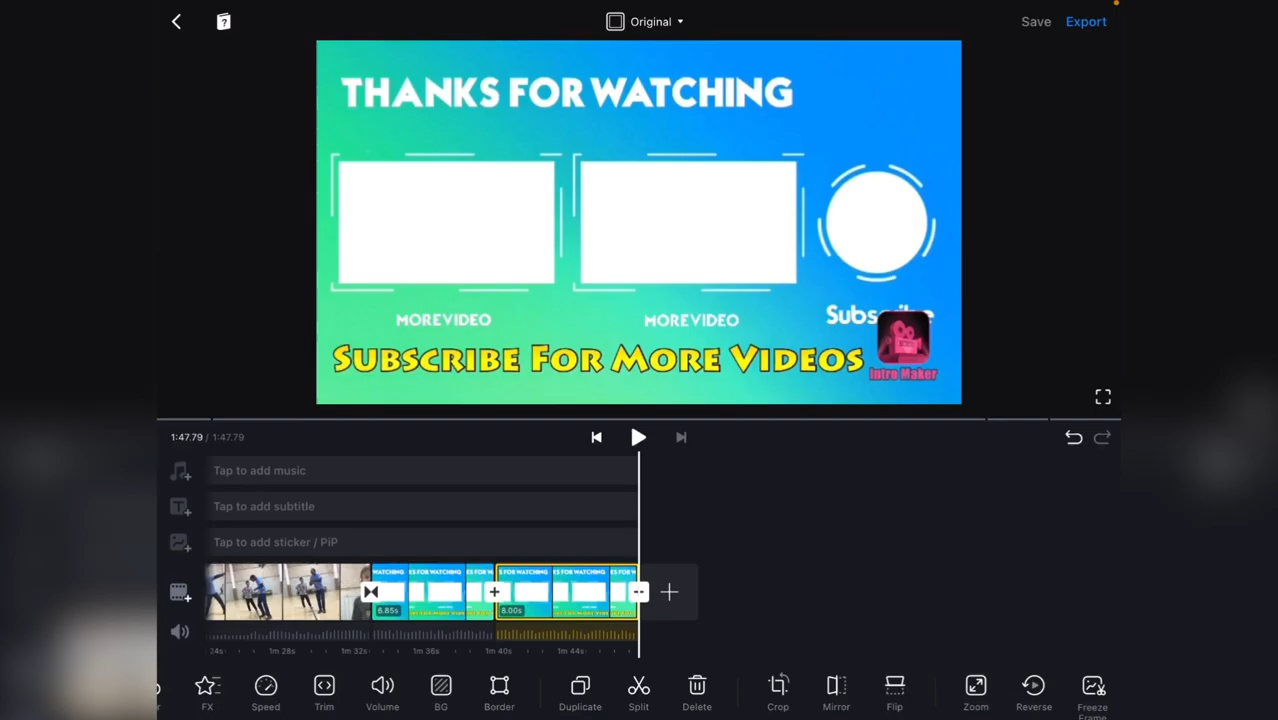 Original
Save
Export
THANKS FOR WATCHING
MOREVIDEO
MOREVIDEO
SUBSCRIBE FOR MORE VIDEOS
Intro Maker
1:47.79 / 1:47.79
Tap to add music
Tap to add subtitle
Tap to add sticker / PiP
6.85s
8.00s
24s
1m 28s
1m 32s
1m 36s
1m 40s
1m 44s
FX
Speed
Trim
Volume
BG
Border
Duplicate
Split
Delete
Crop
Mirror
Flip
Zoom
Reverse
Freeze
Frame